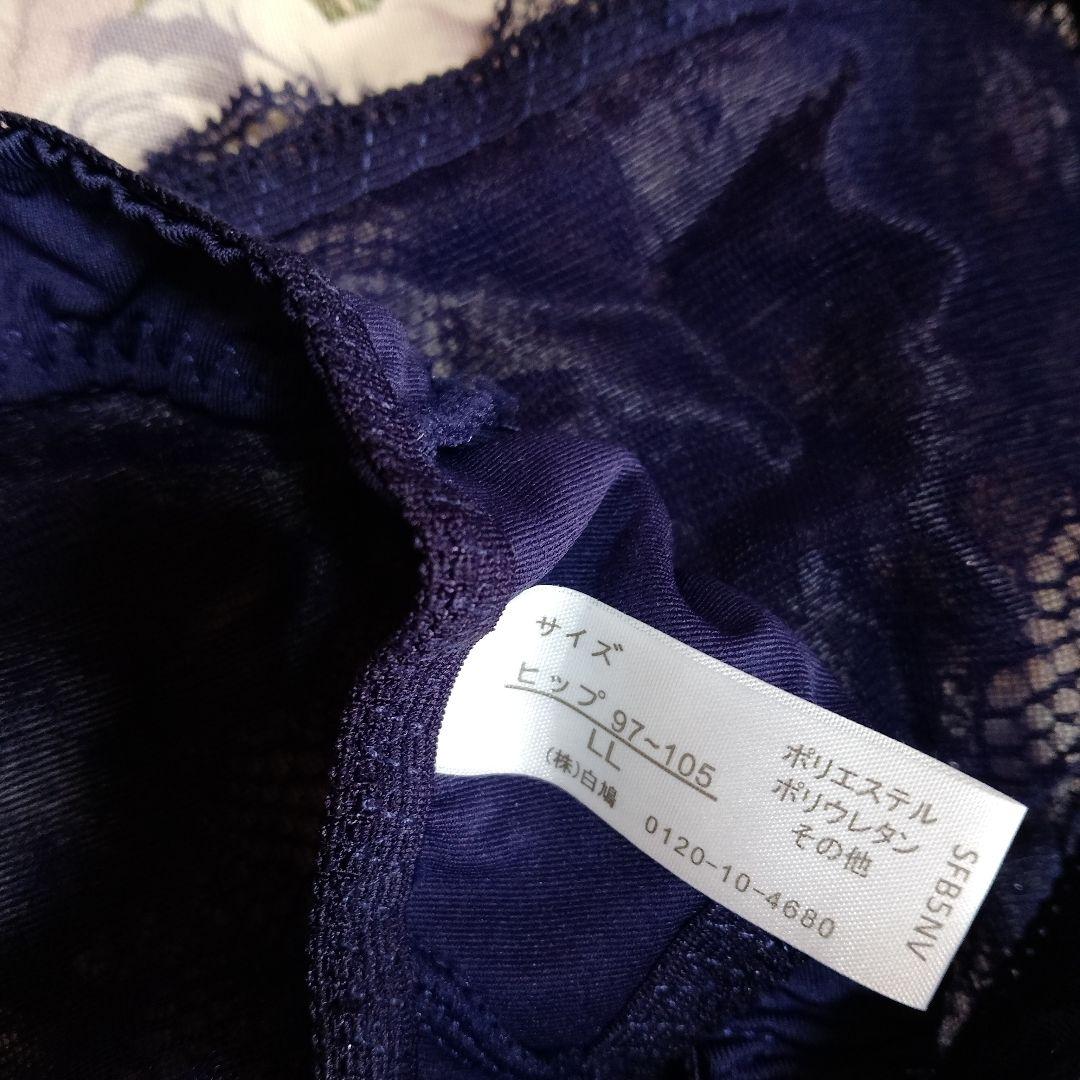 サイズ
ヒップ 97~105
LL
(株)白鳩
0120-10-4680
ポリエステル
ポリウレタン
その他
SFB5NV